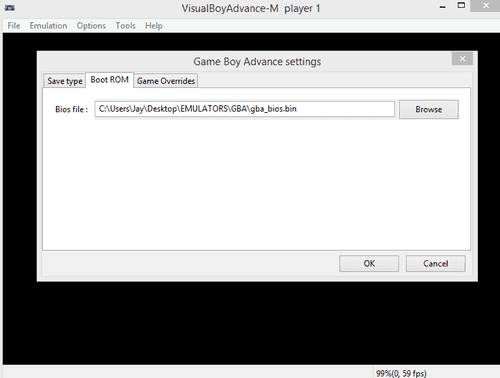 VisualBoyAdvance-M player 1
File Emulation Options Tools Help
Game Boy Advance settings
Save type Boot ROM Game Overrides
Bios file : C:\Users\Jay\Desktop\EMULATORS\GBA\gba_bios.bin Browse
OK Cancel
99%(0, 59 fps)